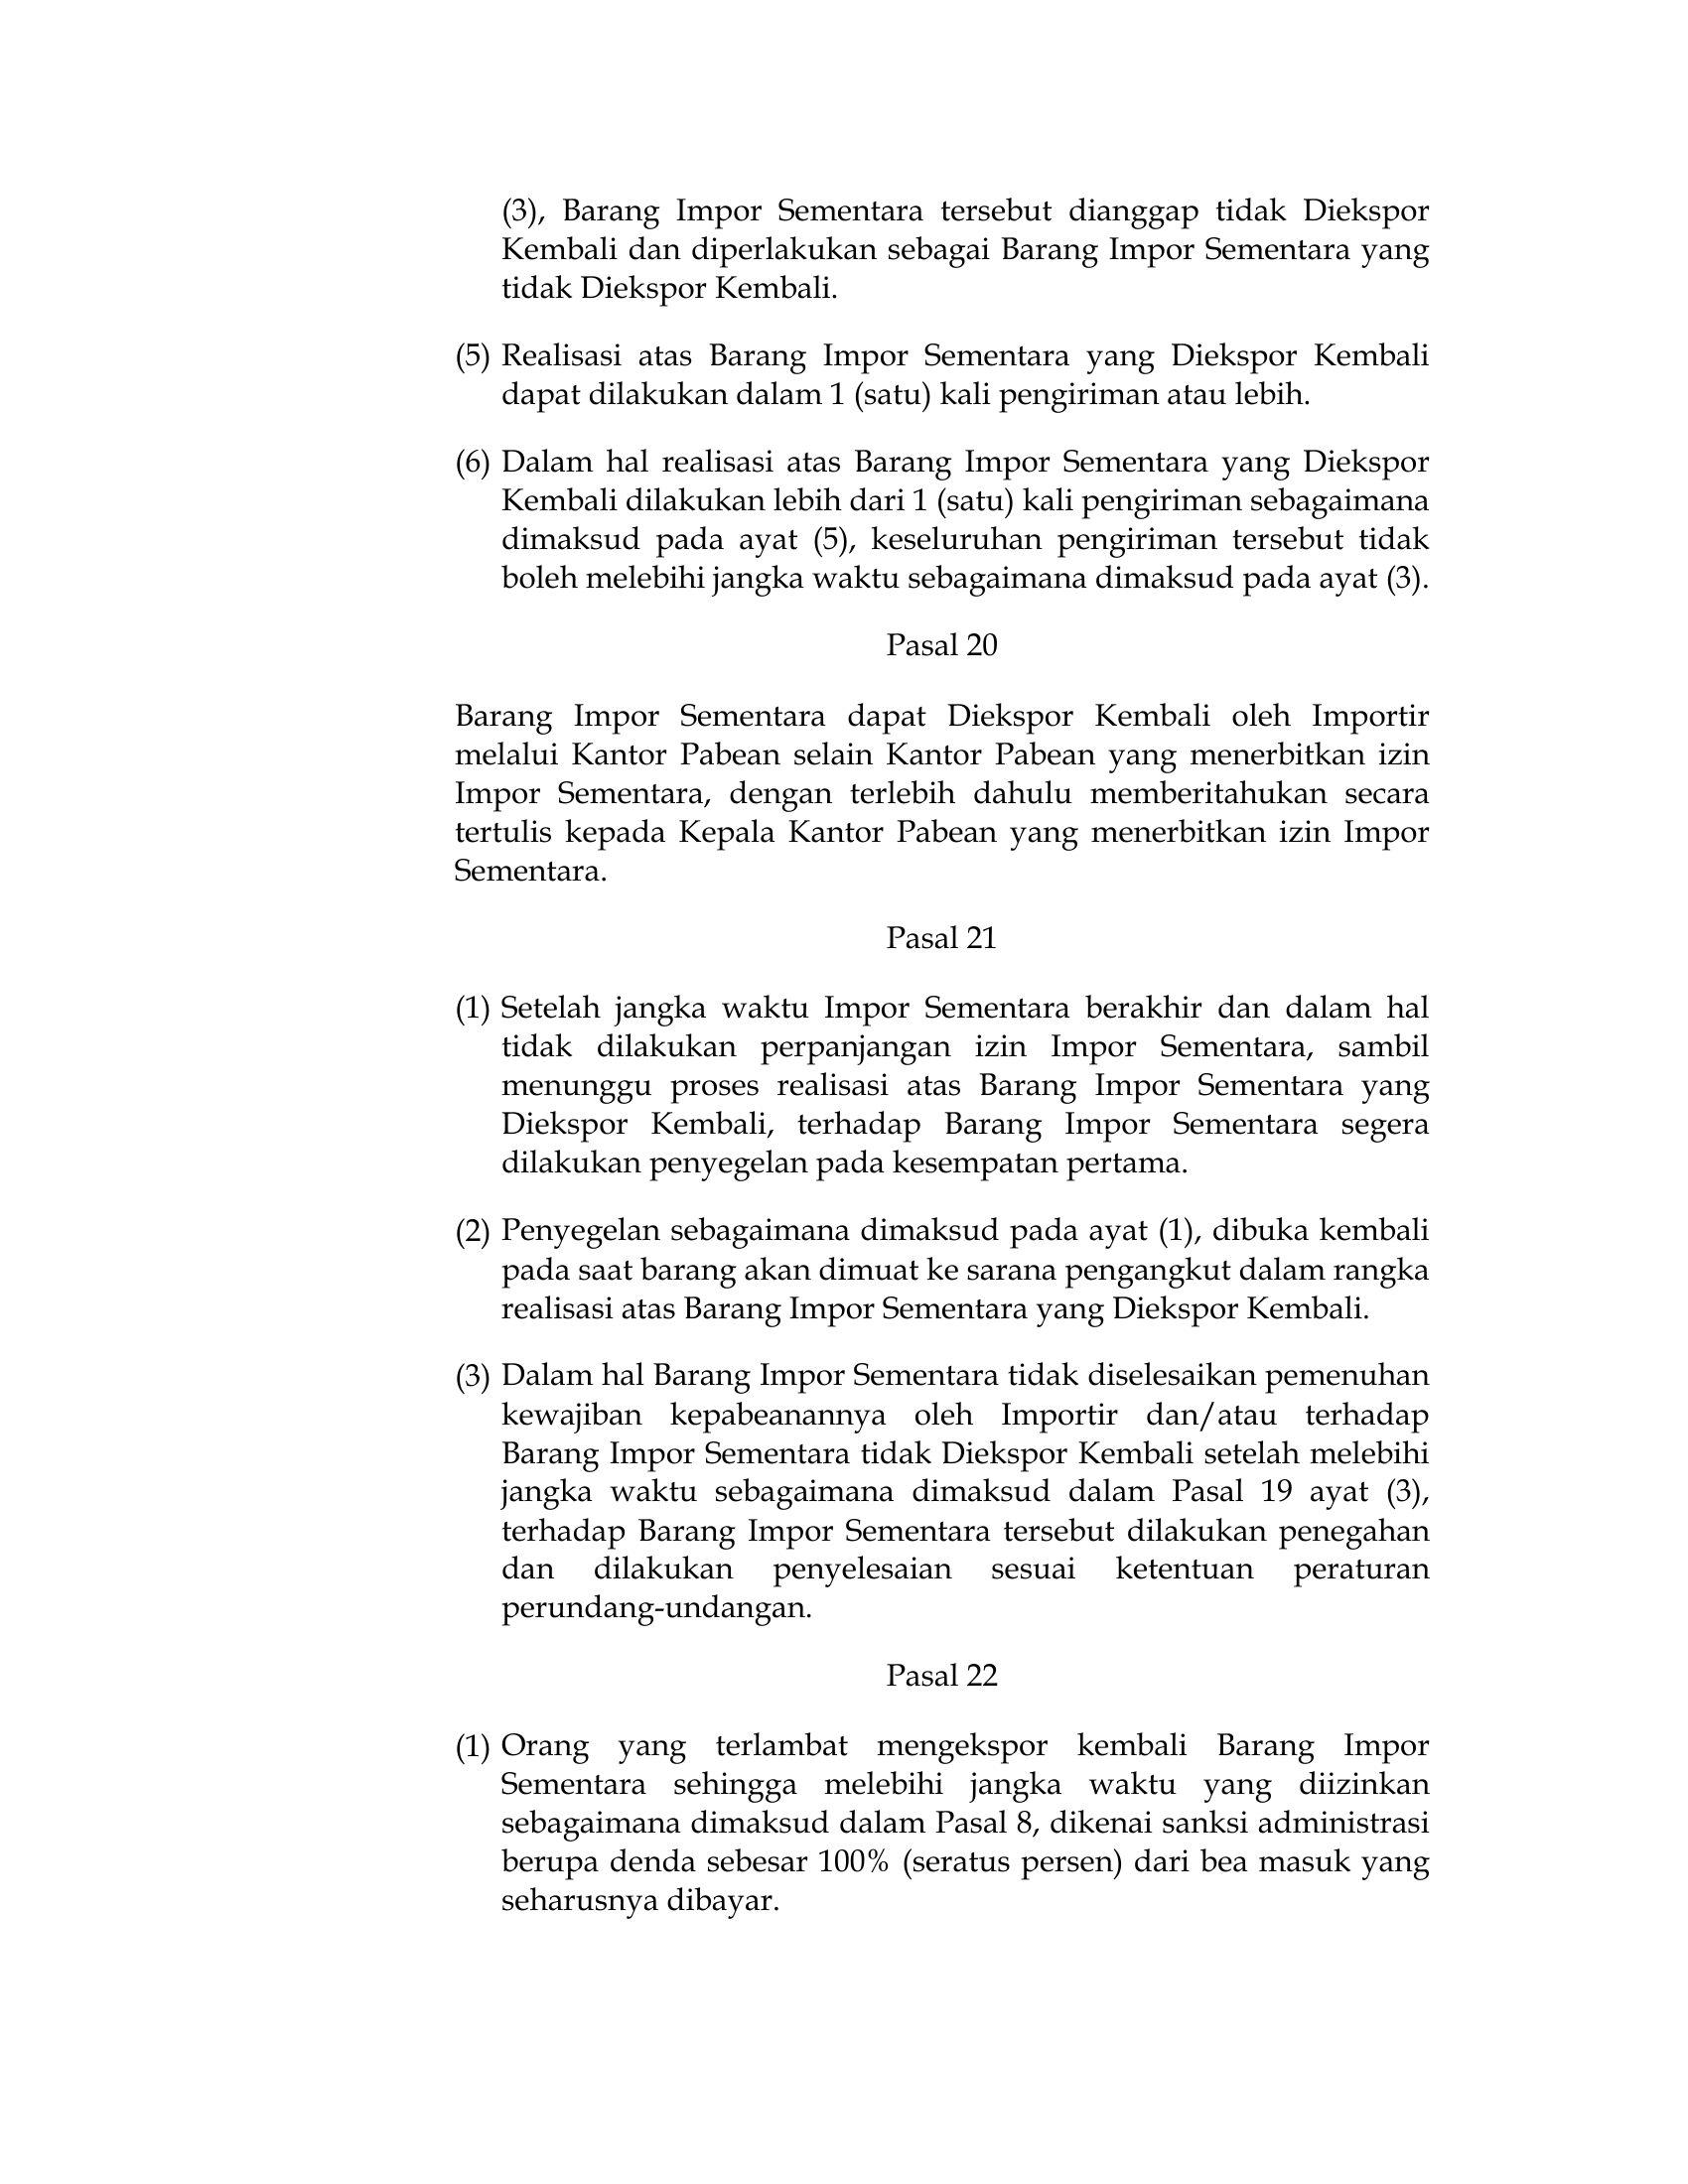 (3), Barang Impor Sementara tersebut dianggap tidak Diekspor
Kembali dan diperlakukan sebagai Barang Impor Sementara yang
tidak Diekspor Kembali.
(5) Realisasi atas Barang Impor Sementara yang Diekspor Kembali
dapat dilakukan dalam 1 (satu) kali pengiriman atau lebih.
(6) Dalam hal realisasi atas Barang Impor Sementara yang Diekspor
Kembali dilakukan lebih dari 1 (satu) kali pengiriman sebagaimana
dimaksud pada ayat (5), keseluruhan pengiriman tersebut tidak
boleh melebihi jangka waktu sebagaimana dimaksud pada ayat (3).
Pasal 20
Barang Impor Sementara dapat Diekspor Kembali oleh Importir
melalui Kantor Pabean selain Kantor Pabean yang menerbitkan izin
Impor Sementara, dengan terlebih dahulu memberitahukan secara
tertulis kepada Kepala Kantor Pabean yang menerbitkan izin Impor
Sementara.
Pasal 21
(1) Setelah jangka waktu Impor Sementara berakhir dan dalam hal
tidak dilakukan perpanjangan izin Impor Sementara, sambil
menunggu proses realisasi atas Barang Impor Sementara yang
Diekspor Kembali, terhadap Barang Impor Sementara segera
dilakukan penyegelan pada kesempatan pertama.
(2) Penyegelan sebagaimana dimaksud pada ayat (1), dibuka kembali
pada saat barang akan dimuat ke sarana pengangkut dalam rangka
realisasi atas Barang Impor Sementara yang Diekspor Kembali.
(3) Dalam hal Barang Impor Sementara tidak diselesaikan pemenuhan
kewajiban kepabeanannya oleh Importir dan/atau terhadap
Barang Impor Sementara tidak Diekspor Kembali setelah melebihi
jangka waktu sebagaimana dimaksud dalam Pasal 19 ayat (3),
terhadap Barang Impor Sementara tersebut dilakukan penegahan
dan dilakukan penyelesaian sesuai ketentuan peraturan
perundang-undangan.
Pasal 22
(1) Orang yang terlambat mengekspor kembali Barang Impor
Sementara sehingga melebihi jangka waktu yang diizinkan
sebagaimana dimaksud dalam Pasal 8, dikenai sanksi administrasi
berupa denda sebesar 100% (seratus persen) dari bea masuk yang
seharusnya dibayar.